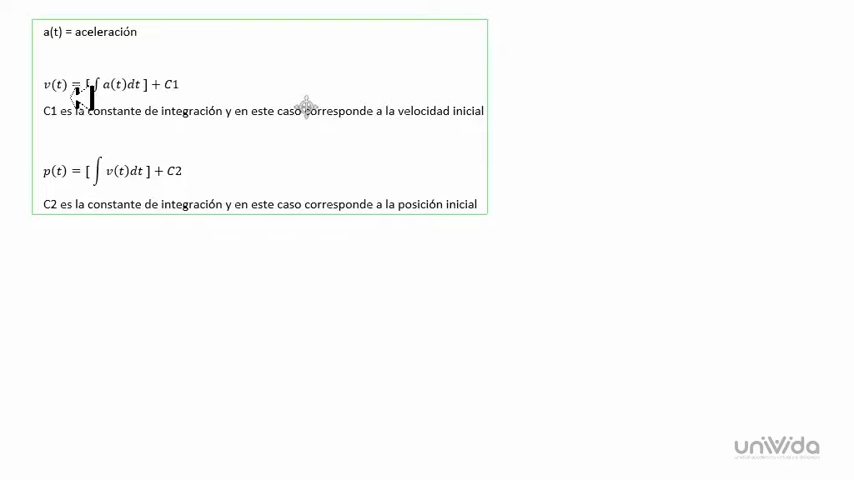 a(t) = aceleración
v(t) = [ ∫ a(t)dt ] + C1
C1 es la constante de integración y en este caso corresponde a la velocidad inicial
p(t) = [ ∫ v(t)dt ] + C2
C2 es la constante de integración y en este caso corresponde a la posición inicial
uniVida